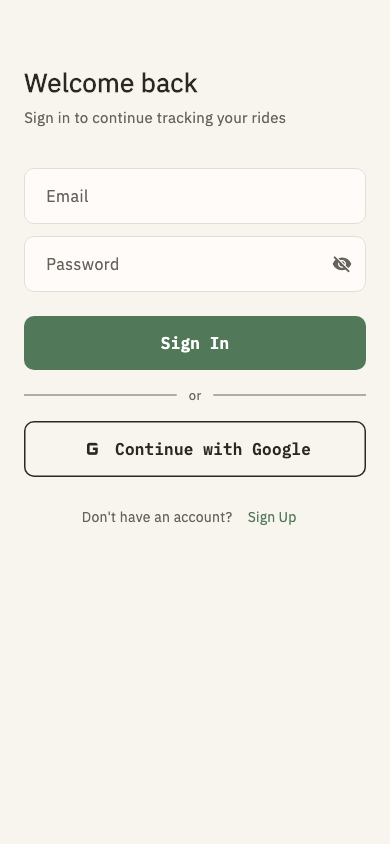 Welcome back
Sign in to continue tracking your rides
Email
Password
Sign In
or
G Continue with Google
Don't have an account? Sign Up